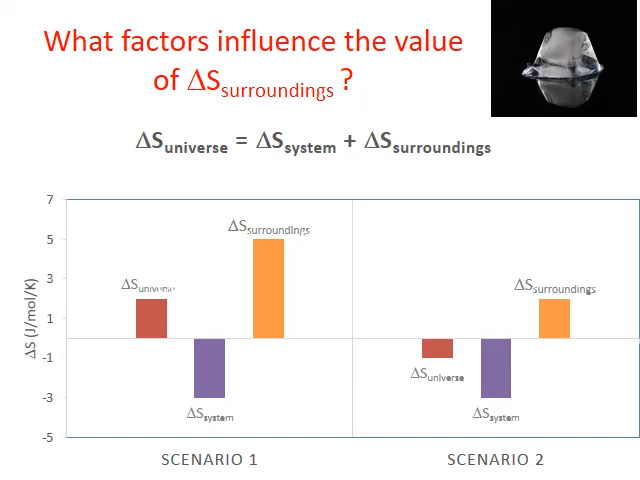 What factors influence the value
of ΔSsurroundings ?
ΔSuniverse = ΔSsystem + ΔSsurroundings
7
5
3
1
-1
-3
-5
ΔS (J/mol/K)
ΔSuniverse
ΔSsystem
ΔSsurroundings
ΔSuniverse
ΔSsystem
ΔSsurroundings
SCENARIO 1
SCENARIO 2